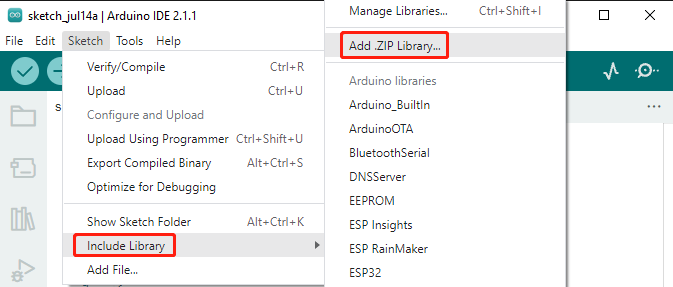 sketch_jul14a | Arduino IDE 2.1.1
File Edit Sketch Tools Help
Verify/Compile Ctrl+R
Upload Ctrl+U
Configure and Upload
Upload Using Programmer Ctrl+Shift+U
Export Compiled Binary Alt+Ctrl+S
Optimize for Debugging
Show Sketch Folder Alt+Ctrl+K
Include Library
Add File...
Manage Libraries... Ctrl+Shift+I
Add .ZIP Library...
Arduino libraries
Arduino_BuiltIn
ArduinoOTA
BluetoothSerial
DNSServer
EEPROM
ESP Insights
ESP RainMaker
ESP32